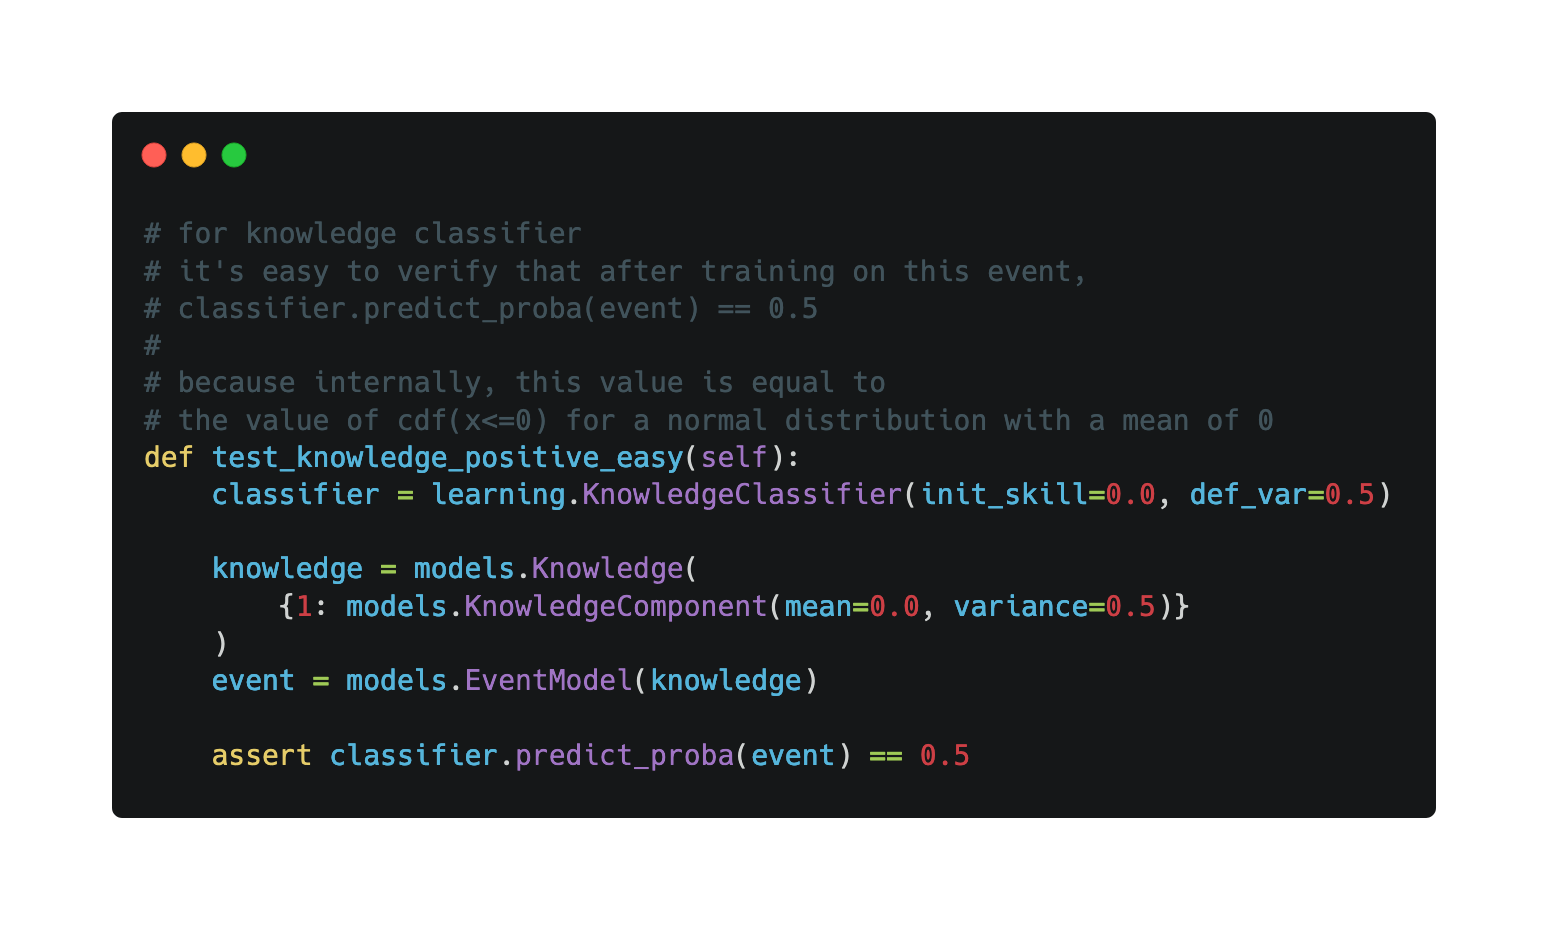 # for knowledge classifier
# it's easy to verify that after training on this event,
# classifier.predict_proba(event) == 0.5
#
# because internally, this value is equal to
# the value of cdf(x<=0) for a normal distribution with a mean of 0
def test_knowledge_positive_easy(self):
    classifier = learning.KnowledgeClassifier(init_skill=0.0, def_var=0.5)

    knowledge = models.Knowledge(
        {1: models.KnowledgeComponent(mean=0.0, variance=0.5)}
    )
    event = models.EventModel(knowledge)

    assert classifier.predict_proba(event) == 0.5